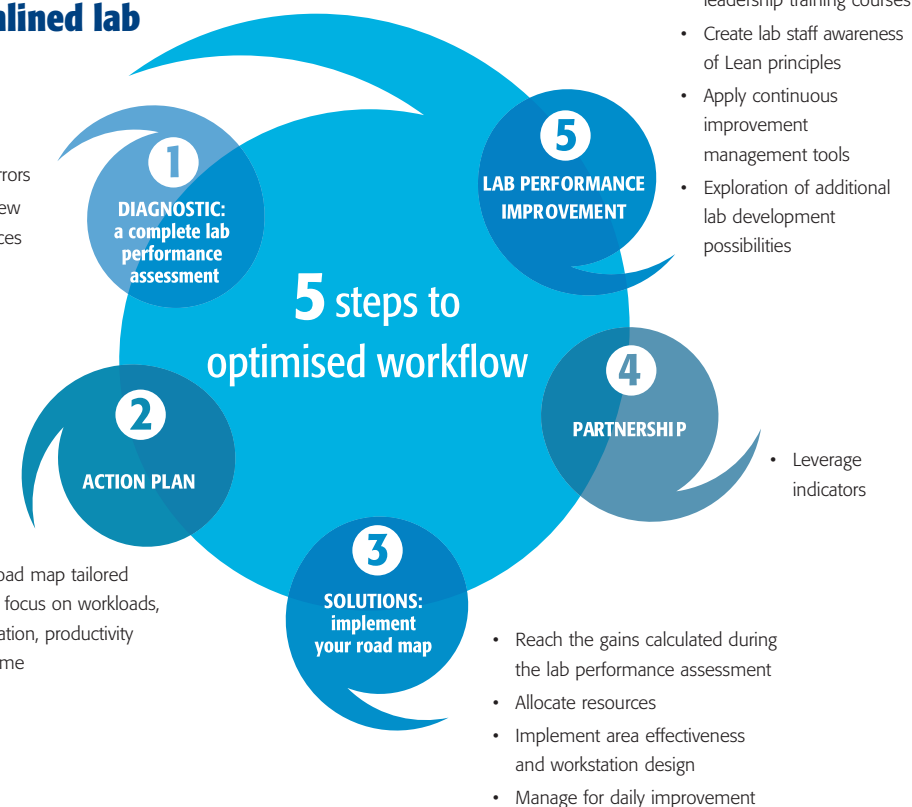 lined lab
leadership training courses
• Create lab staff awareness
of Lean principles
• Apply continuous
improvement
management tools
• Exploration of additional
lab development
possibilities
1
DIAGNOSTIC:
a complete lab
performance
assessment
5
LAB PERFORMANCE
IMPROVEMENT
5 steps to
optimised workflow
2
ACTION PLAN
oad map tailored
focus on workloads,
ation, productivity
me
4
PARTNERSHIP
• Leverage
indicators
3
SOLUTIONS:
implement
your road map
• Reach the gains calculated during
the lab performance assessment
• Allocate resources
• Implement area effectiveness
and workstation design
• Manage for daily improvement